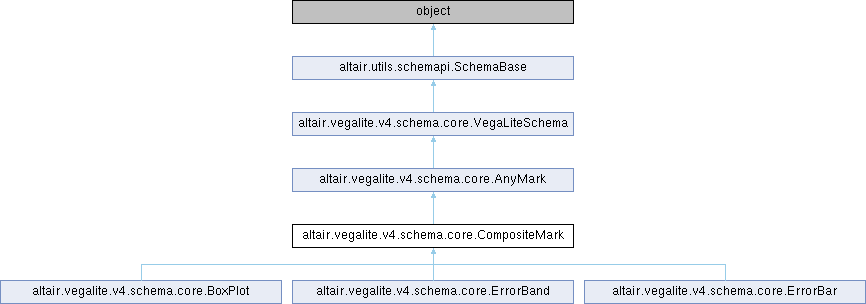 object
altair.utils.schemapi.SchemaBase
altair.vegalite.v4.schema.core.VegaLiteSchema
altair.vegalite.v4.schema.core.AnyMark
altair.vegalite.v4.schema.core.CompositeMark
altair.vegalite.v4.schema.core.BoxPlot
altair.vegalite.v4.schema.core.ErrorBand
altair.vegalite.v4.schema.core.ErrorBar